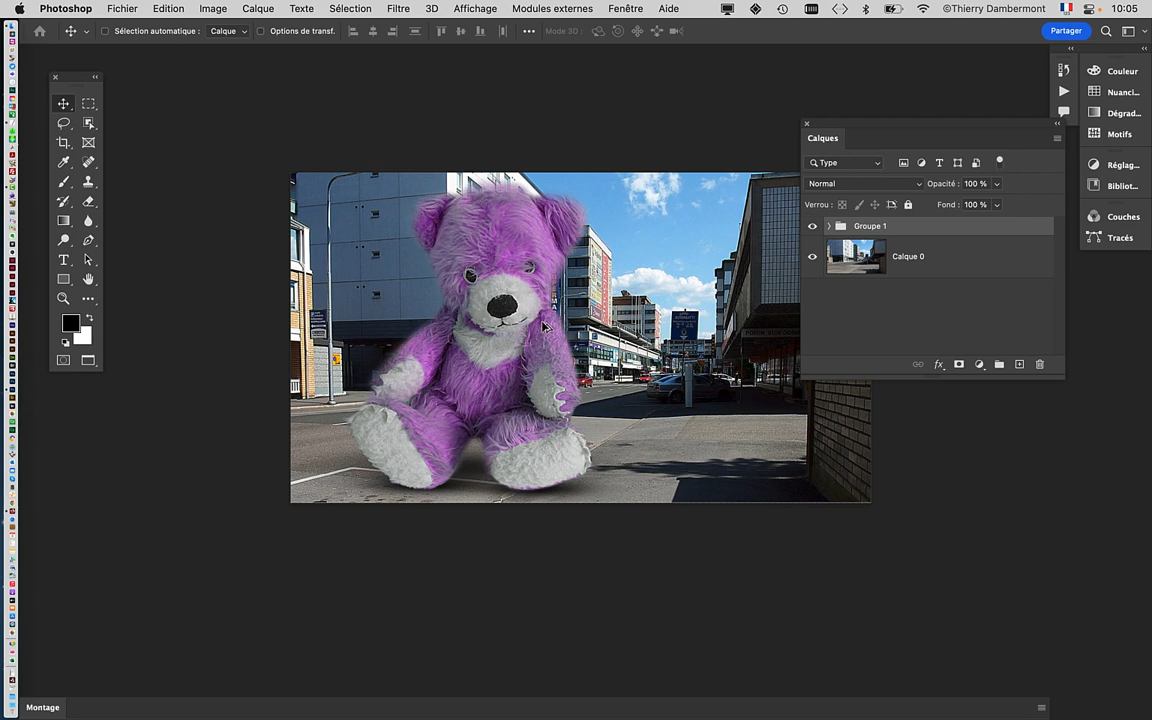 Photoshop Fichier Edition Image Calque Texte Sélection Filtre 3D Affichage Modules externes Fenêtre Aide ©Thierry Dambermont 10:05
Sélection automatique : Calque Options de transf. Mode 3D : Partager
Couleur
Nuanci...
Dégrad...
Motifs
Réglag...
Bibliot...
Couches
Tracés
Calques
Type
Normal Opacité : 100 %
Verrou : Fond : 100 %
Groupe 1
Calque 0
fx
Montage